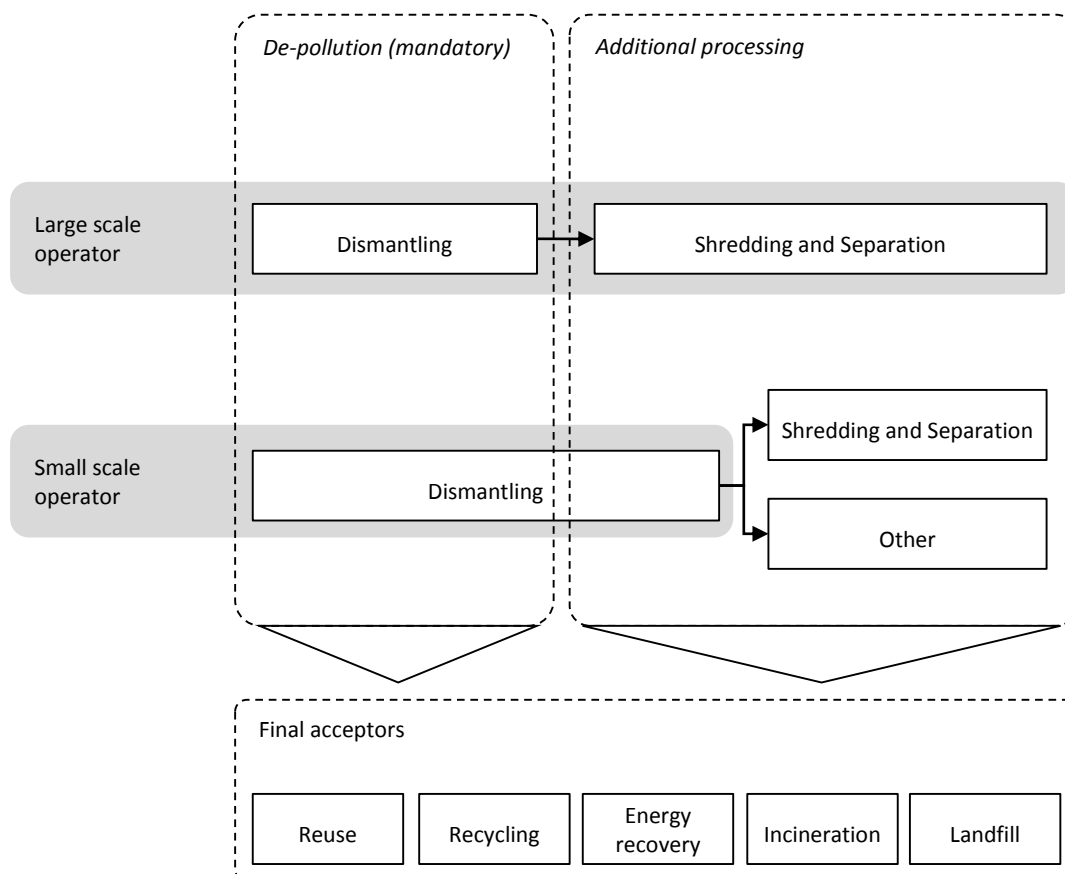 De-pollution (mandatory)
Additional processing
Large scale
operator
Dismantling
Shredding and Separation
Small scale
operator
Dismantling
Shredding and Separation
Other
Final acceptors
Reuse
Recycling
Energy
recovery
Incineration
Landfill